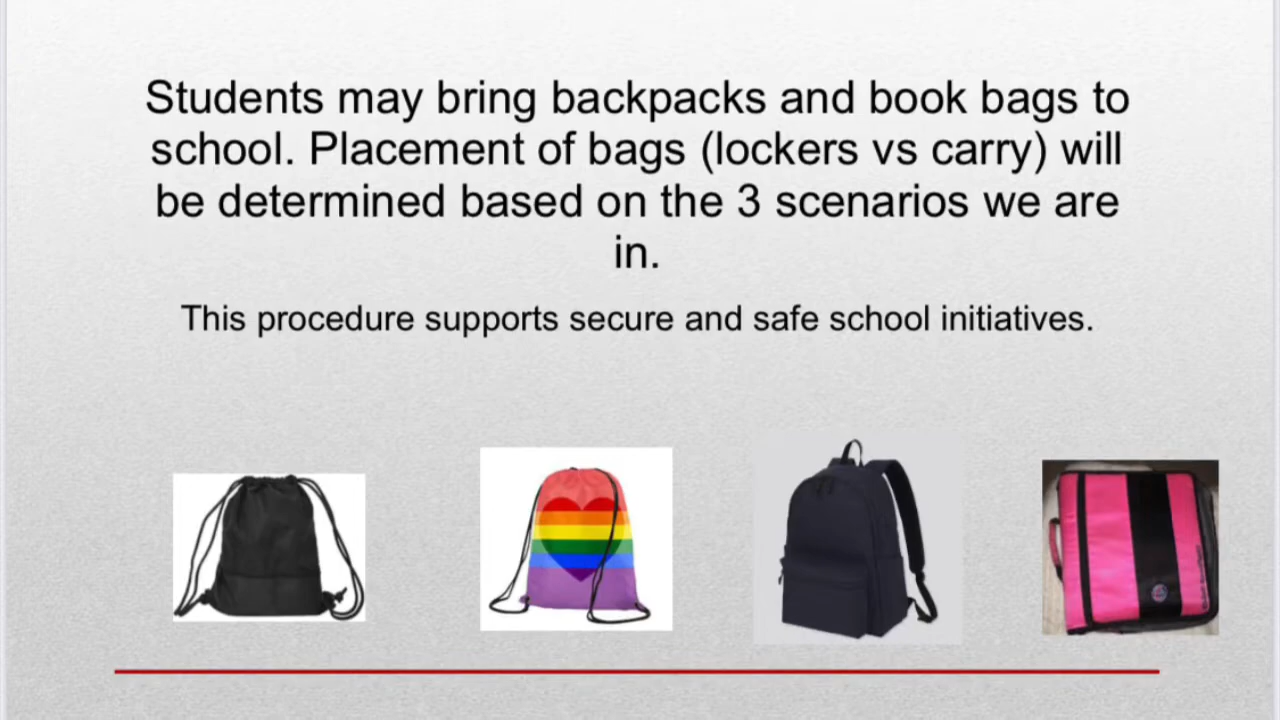 Students may bring backpacks and book bags to
school. Placement of bags (lockers vs carry) will
be determined based on the 3 scenarios we are
in.
This procedure supports secure and safe school initiatives.